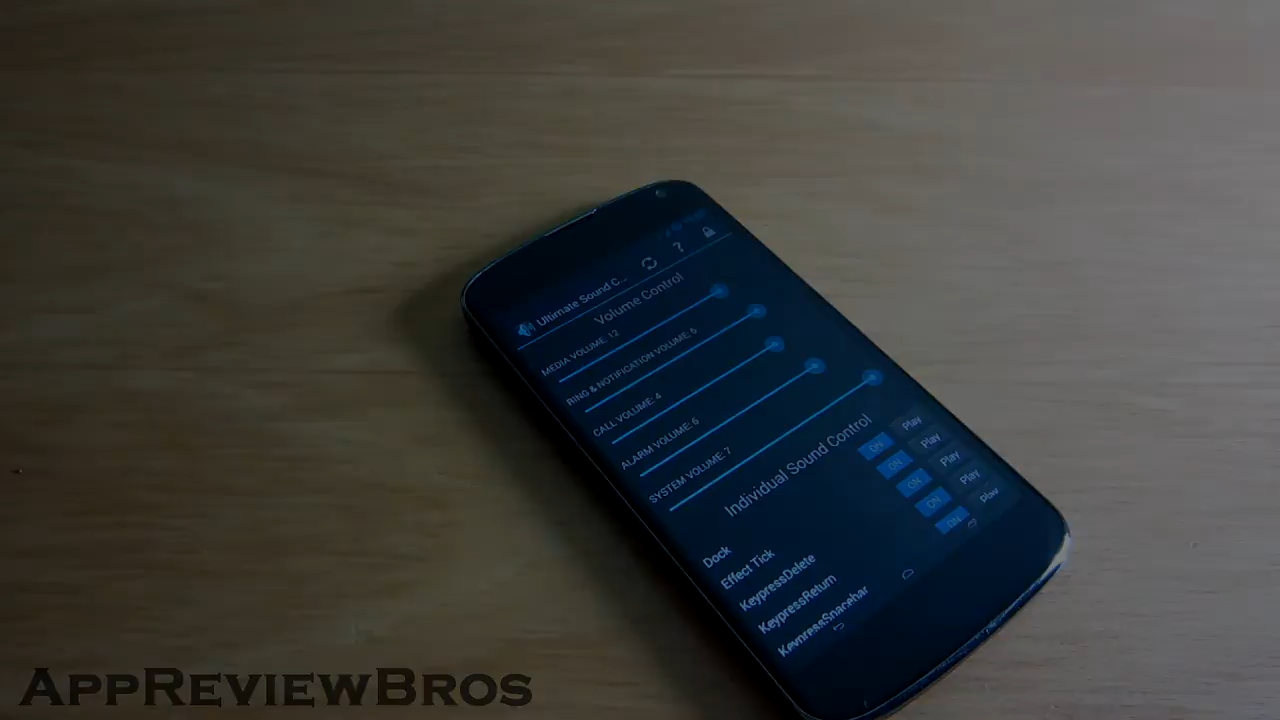 Ultimate Sound C...
?
Volume Control
MEDIA VOLUME: 12
RING & NOTIFICATION VOLUME: 6
CALL VOLUME: 4
ALARM VOLUME: 6
SYSTEM VOLUME: 7
Individual Sound Control
Dock ON Play
Effect Tick ON Play
KeypressDelete ON Play
KeypressReturn ON Play
KeypressSpacebar ON Play
APPREVIEWBROS